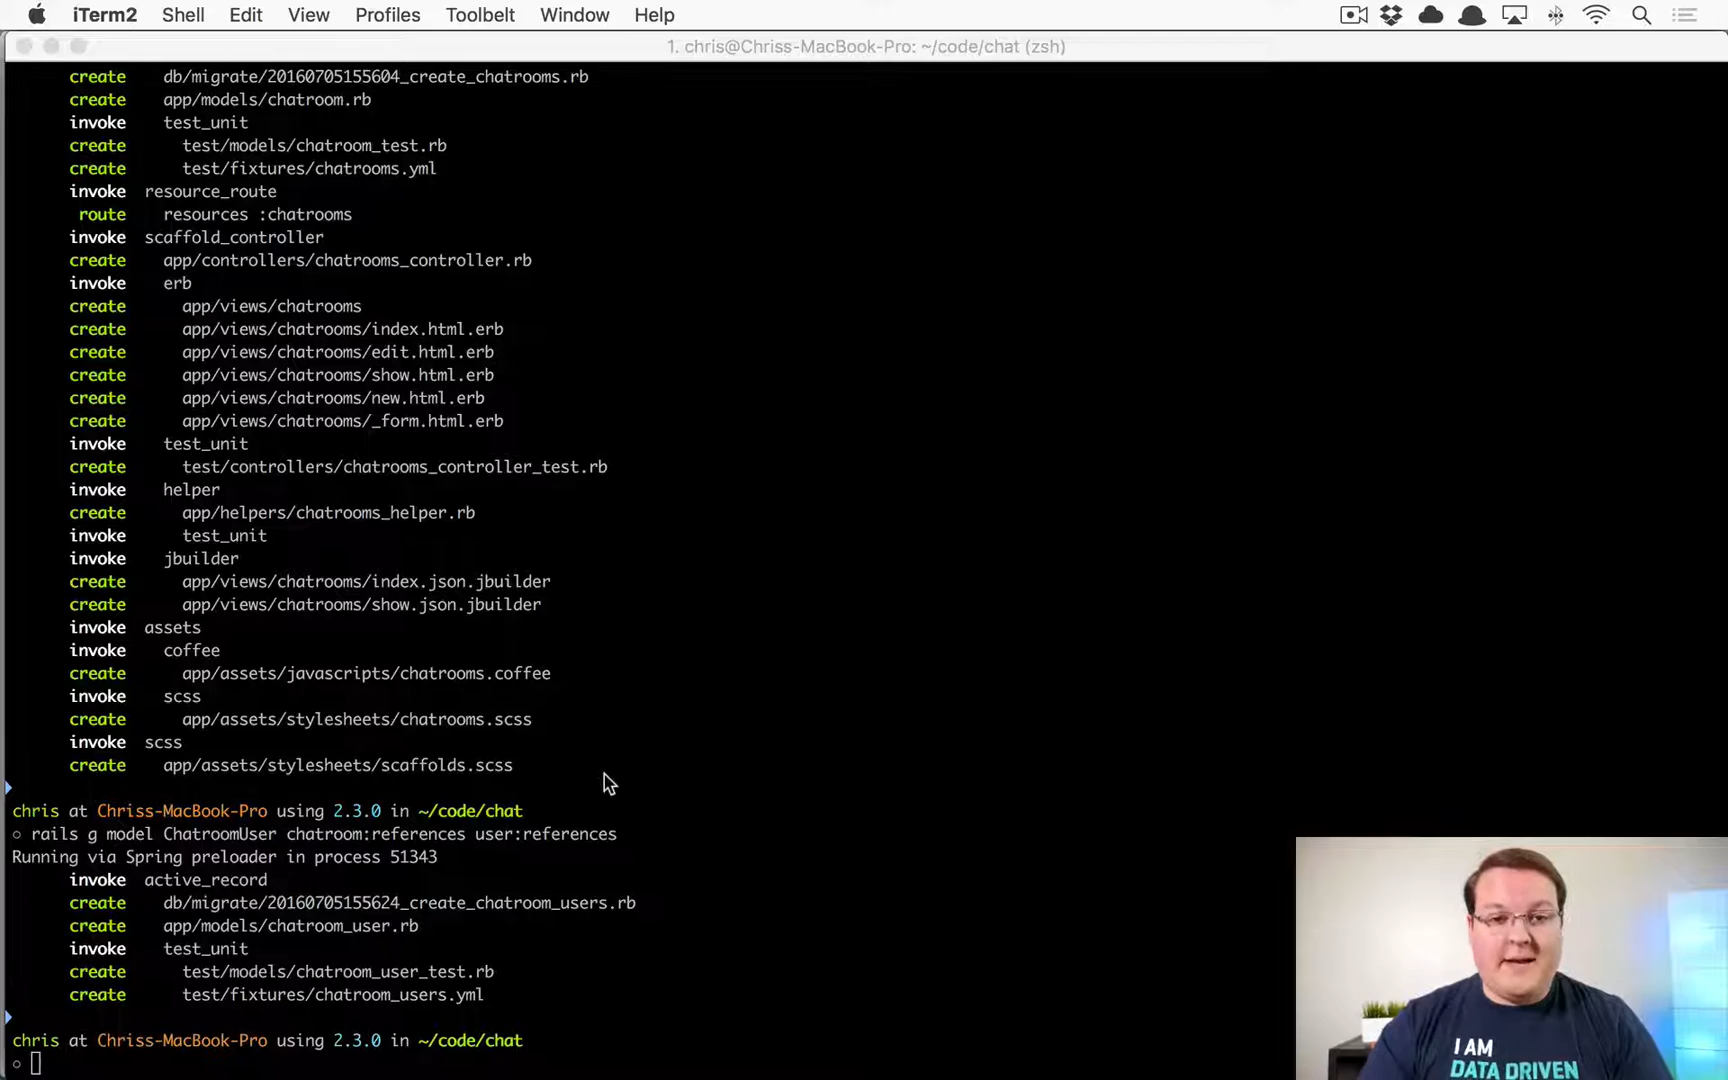 iTerm2 Shell Edit View Profiles Toolbelt Window Help
1. chris@Chriss-MacBook-Pro: ~/code/chat (zsh)
create db/migrate/20160705155604_create_chatrooms.rb
create app/models/chatroom.rb
invoke test_unit
create test/models/chatroom_test.rb
create test/fixtures/chatrooms.yml
invoke resource_route
route resources :chatrooms
invoke scaffold_controller
create app/controllers/chatrooms_controller.rb
invoke erb
create app/views/chatrooms
create app/views/chatrooms/index.html.erb
create app/views/chatrooms/edit.html.erb
create app/views/chatrooms/show.html.erb
create app/views/chatrooms/new.html.erb
create app/views/chatrooms/_form.html.erb
invoke test_unit
create test/controllers/chatrooms_controller_test.rb
invoke helper
create app/helpers/chatrooms_helper.rb
invoke test_unit
invoke jbuilder
create app/views/chatrooms/index.json.jbuilder
create app/views/chatrooms/show.json.jbuilder
invoke assets
invoke coffee
create app/assets/javascripts/chatrooms.coffee
invoke scss
create app/assets/stylesheets/chatrooms.scss
invoke scss
create app/assets/stylesheets/scaffolds.scss
chris at Chriss-MacBook-Pro using 2.3.0 in ~/code/chat
○ rails g model ChatroomUser chatroom:references user:references
Running via Spring preloader in process 51343
invoke active_record
create db/migrate/20160705155624_create_chatroom_users.rb
create app/models/chatroom_user.rb
invoke test_unit
create test/models/chatroom_user_test.rb
create test/fixtures/chatroom_users.yml
chris at Chriss-MacBook-Pro using 2.3.0 in ~/code/chat
○
I AM
DATA DRIVEN